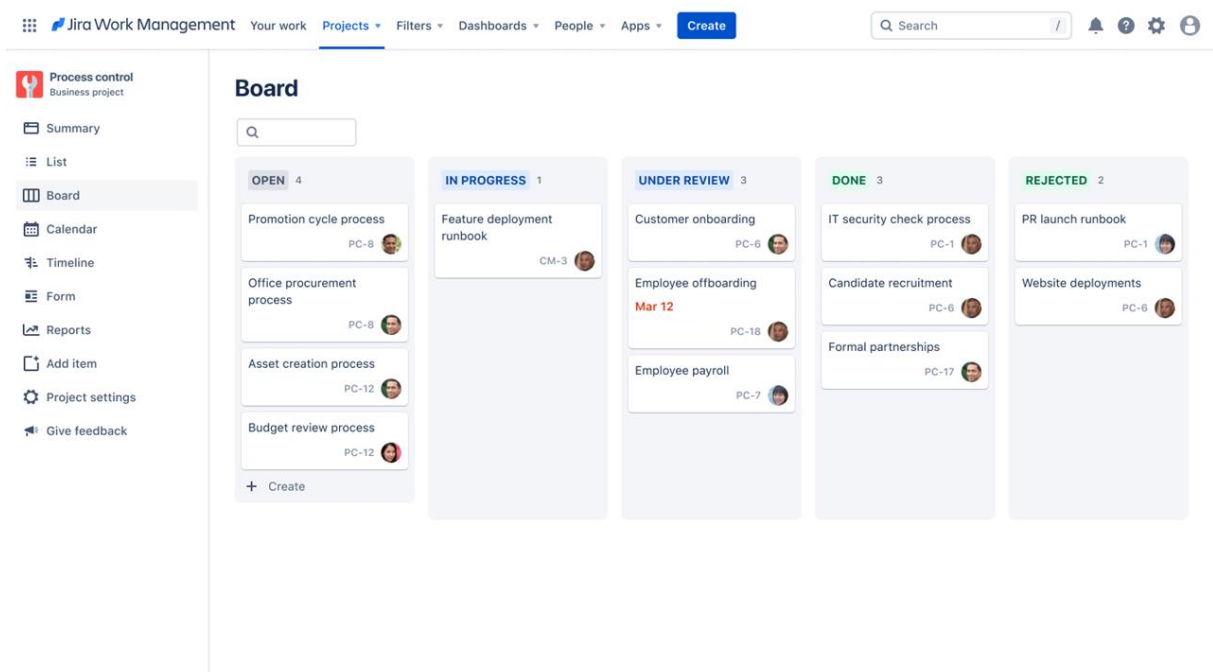 Jira Work Management Your work Projects Filters Dashboards People Apps Create Search /
Process control
Business project
Summary
List
Board
Calendar
Timeline
Form
Reports
Add item
Project settings
Give feedback
Board
OPEN 4
Promotion cycle process
PC-8
Office procurement
process
PC-8
Asset creation process
PC-12
Budget review process
PC-12
+ Create
IN PROGRESS 1
Feature deployment
runbook
CM-3
UNDER REVIEW 3
Customer onboarding
PC-6
Employee offboarding
Mar 12
PC-18
Employee payroll
PC-7
DONE 3
IT security check process
PC-1
Candidate recruitment
PC-6
Formal partnerships
PC-17
REJECTED 2
PR launch runbook
PC-1
Website deployments
PC-6